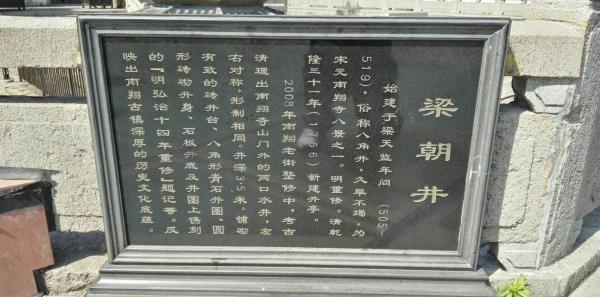 梁朝井
始建于梁天监年间（505—
519），俗称八角井，久旱不竭，为
宋元南翔寺八景之一。明重修。清乾
隆三十一年（1766）新建井亭。
2008年南翔老街整修中，考古
清理出南翔寺山门外的两口水井，左
右对称，形制相同。井深3.5米。铺砌
有致的砖井台、八角形青石井圈、圆
形砖砌井身、石板井底及井圈上镌刻
的“明弘治十四年重修”题记等。反
映出南翔古镇深厚的历史文化底蕴。